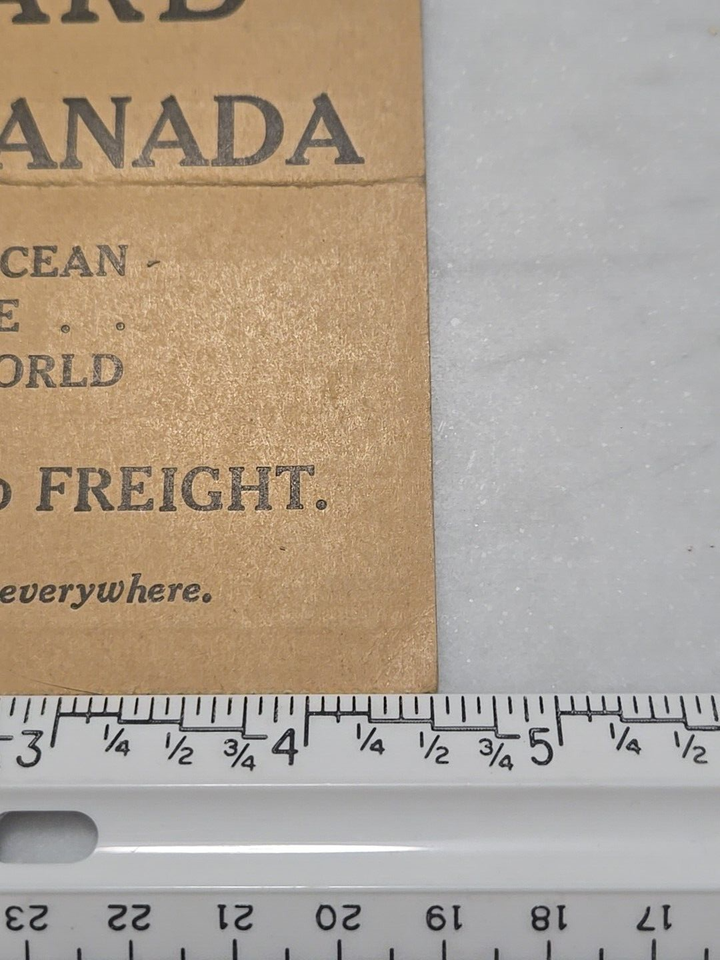 ARD
ANADA
CEAN -
E . .
ORLD
D FREIGHT.
everywhere.
3 1/4 1/2 3/4 4 1/4 1/2 3/4 5 1/4 1/2
23 22 21 20 19 18 17